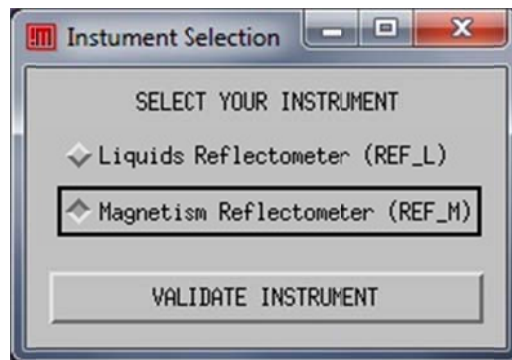 Instument Selection
SELECT YOUR INSTRUMENT
Liquids Reflectometer (REF_L)
Magnetism Reflectometer (REF_M)
VALIDATE INSTRUMENT